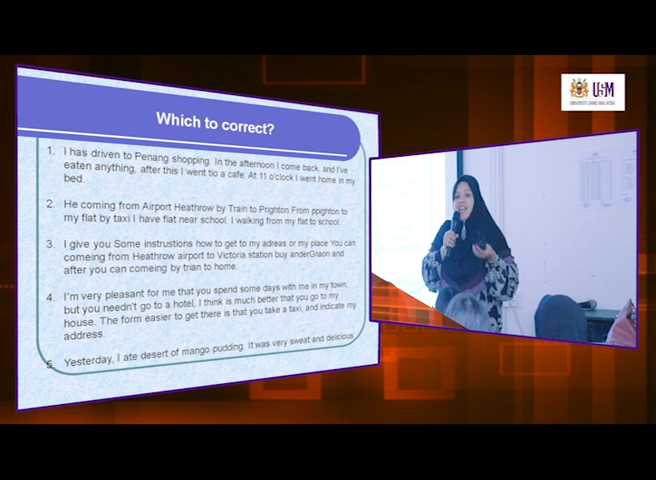 USM
UNIVERSITI SAINS MALAYSIA
Which to correct?
1. I has driven to Penang shopping. In the afternoon I come back, and I've
eaten anything, after this I went tio a cafe. At 11 o'clock I went home in my
bed.
2. He coming from Airport Heathrow by Train to Prighton From ppighton to
my flat by taxi I have flat near school. I walking from my flat to school.
3. I give you Some instrustions how to get to my adreas or my place You can
comeing from Heathrow airport to Victoria station buy anderGraon and
after you can comeing by trian to home.
4. I'm very pleasant for me that you spend some days with me in my town,
but you needn't go to a hotel, I think is much better that you go to my
house. The form easier to get there is that you take a taxi, and indicate my
address.
5. Yesterday, I ate desert of mango pudding. It was very sweat and delicious.